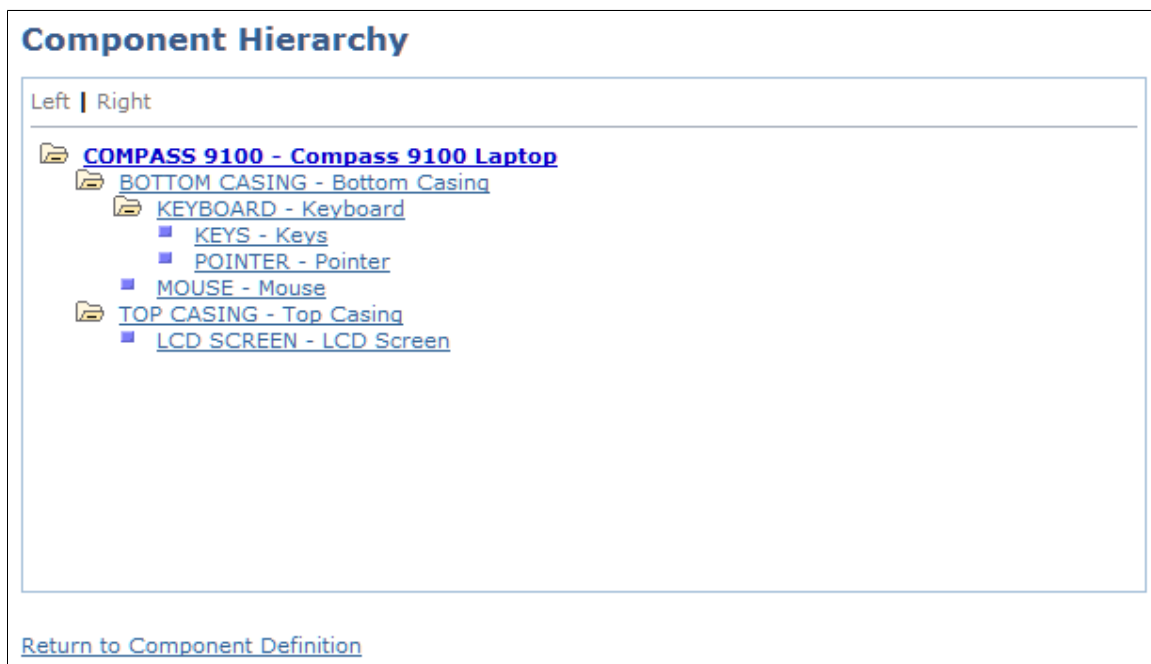 Component Hierarchy
Left | Right
COMPASS 9100 - Compass 9100 Laptop
BOTTOM CASING - Bottom Casing
KEYBOARD - Keyboard
KEYS - Keys
POINTER - Pointer
MOUSE - Mouse
TOP CASING - Top Casing
LCD SCREEN - LCD Screen
Return to Component Definition